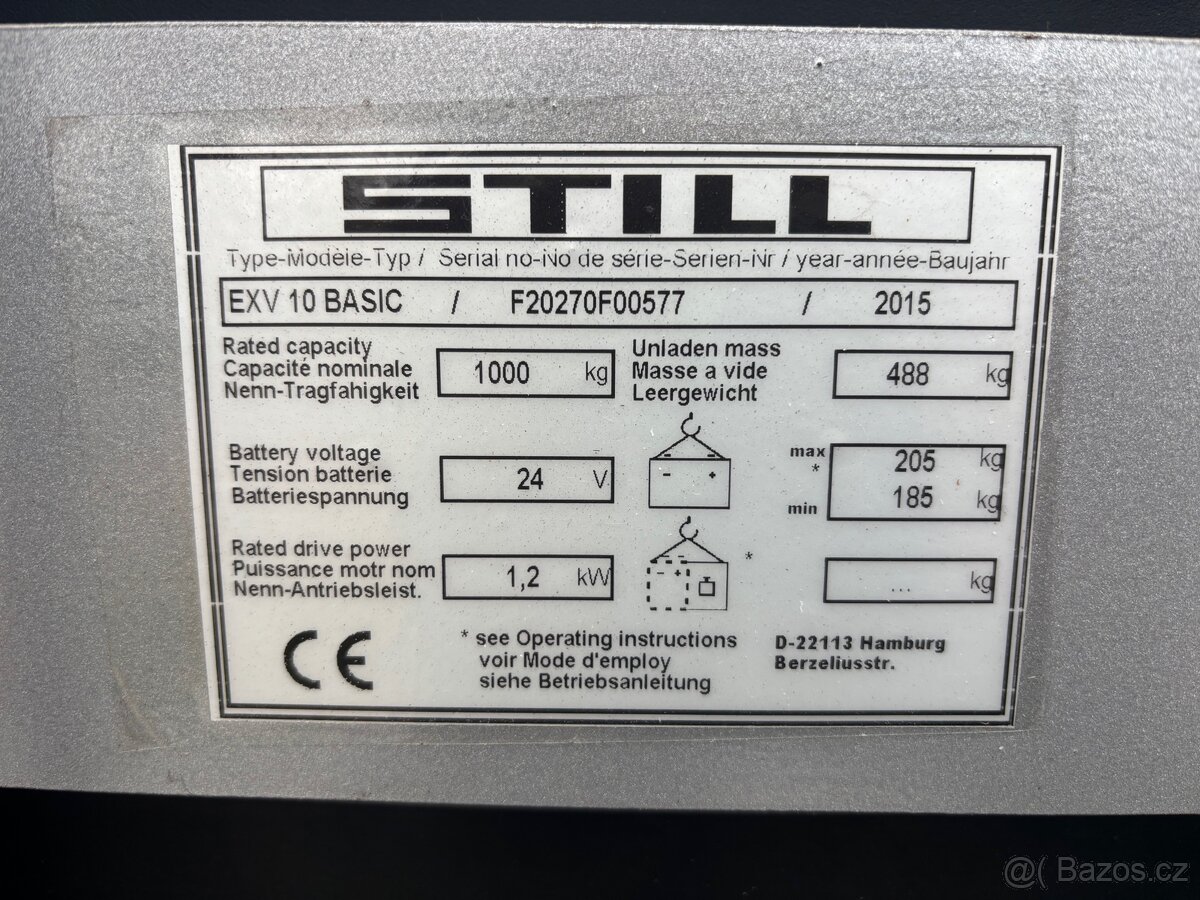 STILL
Type-Modèle-Typ / Serial no-No de série-Serien-Nr / year-année-Baujahr
EXV 10 BASIC / F20270F00577 / 2015
Rated capacity
Capacité nominale
Nenn-Tragfahigkeit
1000 kg
Unladen mass
Masse a vide
Leergewicht
488 kg
Battery voltage
Tension batterie
Batteriespannung
24 V
- +
max
*
min
205 kg
185 kg
Rated drive power
Puissance motr nom
Nenn-Antriebsleist.
1,2 kW
- +
*
... kg
CE
* see Operating instructions
voir Mode d'employ
siehe Betriebsanleitung
D-22113 Hamburg
Berzeliusstr.
@( Bazos.cz